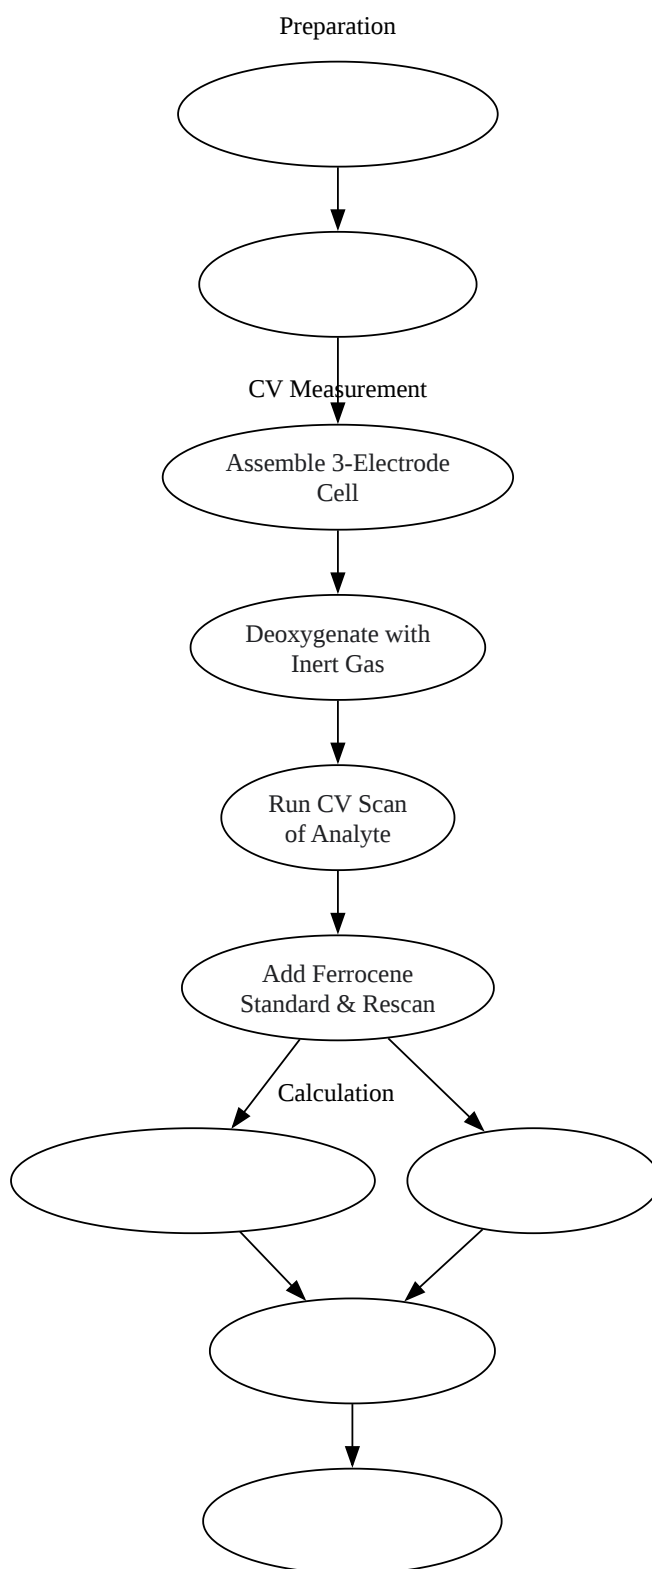 Preparation
CV Measurement
Assemble 3-Electrode
Cell
Deoxygenate with
Inert Gas
Run CV Scan
of Analyte
Add Ferrocene
Standard & Rescan
Calculation